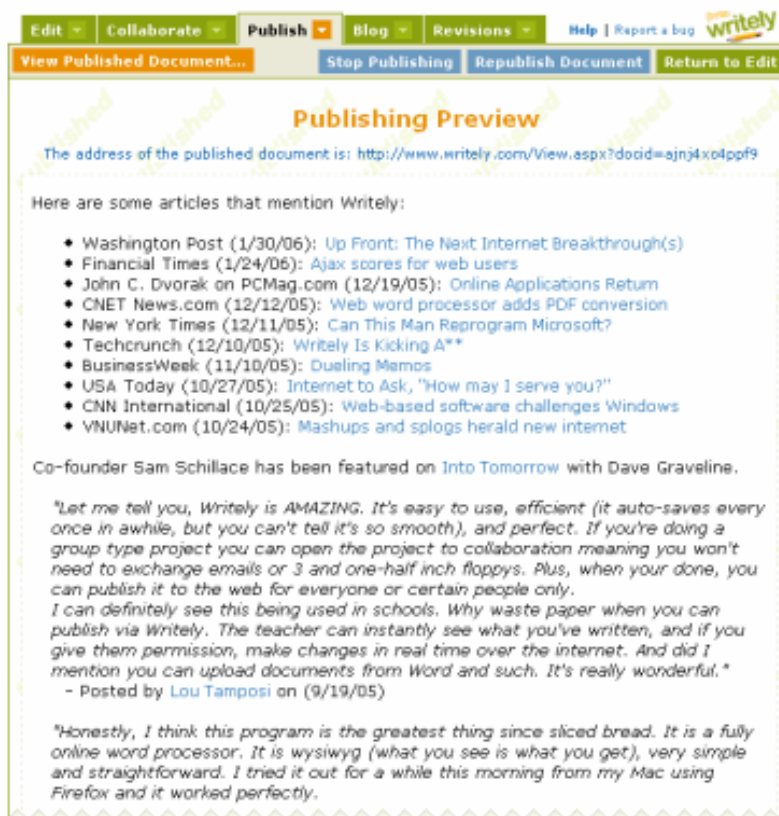 Edit Collaborate Publish Blog Revisions Help | Report a bug writely
View Published Document... Stop Publishing Republish Document Return to Edit
Publishing Preview
The address of the published document is: http://www.writely.com/View.aspx?docid=ajnj4xo4ppf9
Here are some articles that mention Writely:
• Washington Post (1/30/06): Up Front: The Next Internet Breakthrough(s)
• Financial Times (1/24/06): Ajax scores for web users
• John C. Dvorak on PCMag.com (12/19/05): Online Applications Return
• CNET News.com (12/12/05): Web word processor adds PDF conversion
• New York Times (12/11/05): Can This Man Reprogram Microsoft?
• Techcrunch (12/10/05): Writely Is Kicking A**
• BusinessWeek (11/10/05): Dueling Memos
• USA Today (10/27/05): Internet to Ask, "How may I serve you?"
• CNN International (10/25/05): Web-based software challenges Windows
• VNUNet.com (10/24/05): Mashups and splogs herald new internet
Co-founder Sam Schillace has been featured on Into Tomorrow with Dave Graveline.
"Let me tell you, Writely is AMAZING. It's easy to use, efficient (it auto-saves every
once in awhile, but you can't tell it's so smooth), and perfect. If you're doing a
group type project you can open the project to collaboration meaning you won't
need to exchange emails or 3 and one-half inch floppys. Plus, when your done, you
can publish it to the web for everyone or certain people only.
I can definitely see this being used in schools. Why waste paper when you can
publish via Writely. The teacher can instantly see what you've written, and if you
give them permission, make changes in real time over the internet. And did I
mention you can upload documents from Word and such. It's really wonderful."
– Posted by Lou Tamposi on (9/19/05)
"Honestly, I think this program is the greatest thing since sliced bread. It is a fully
online word processor. It is wysiwyg (what you see is what you get), very simple
and straightforward. I tried it out for a while this morning from my Mac using
Firefox and it worked perfectly.